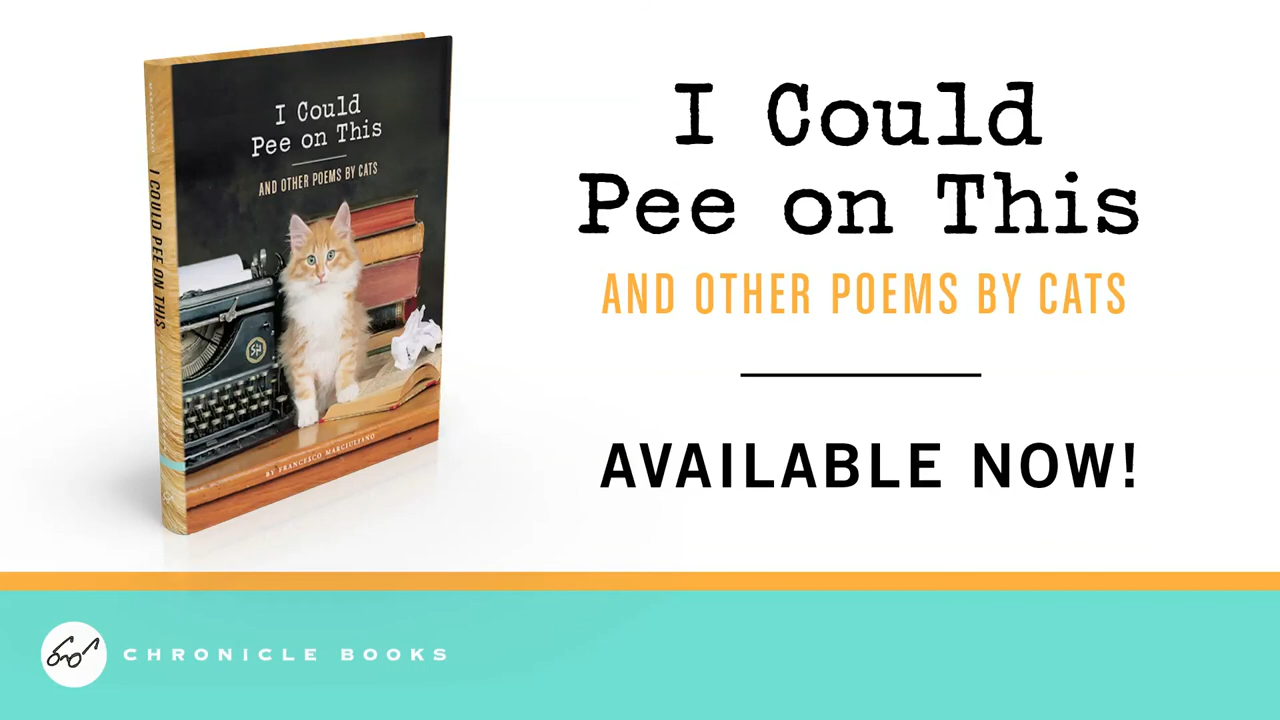 I Could
Pee on This
AND OTHER POEMS BY CATS
BY FRANCESCO MARCIULIANO
I COULD PEE ON THIS
I Could
Pee on This
AND OTHER POEMS BY CATS
AVAILABLE NOW!
CHRONICLE BOOKS